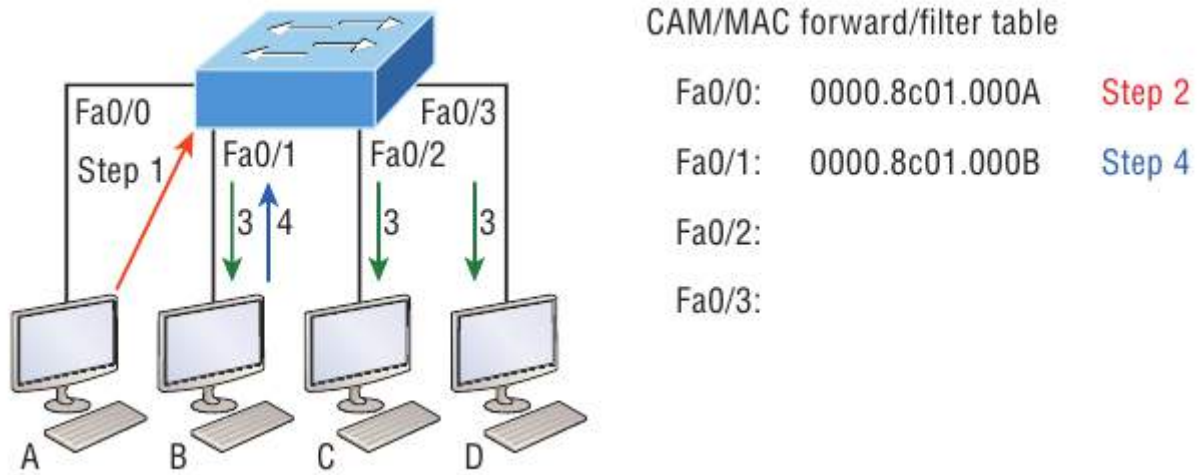 CAM/MAC forward/filter table
Fa0/0: 0000.8c01.000A Step 2
Fa0/1: 0000.8c01.000B Step 4
Fa0/2:
Fa0/3:
Fa0/0
Fa0/3
Step 1
Fa0/1
Fa0/2
3
4
3
3
A
B
C
D